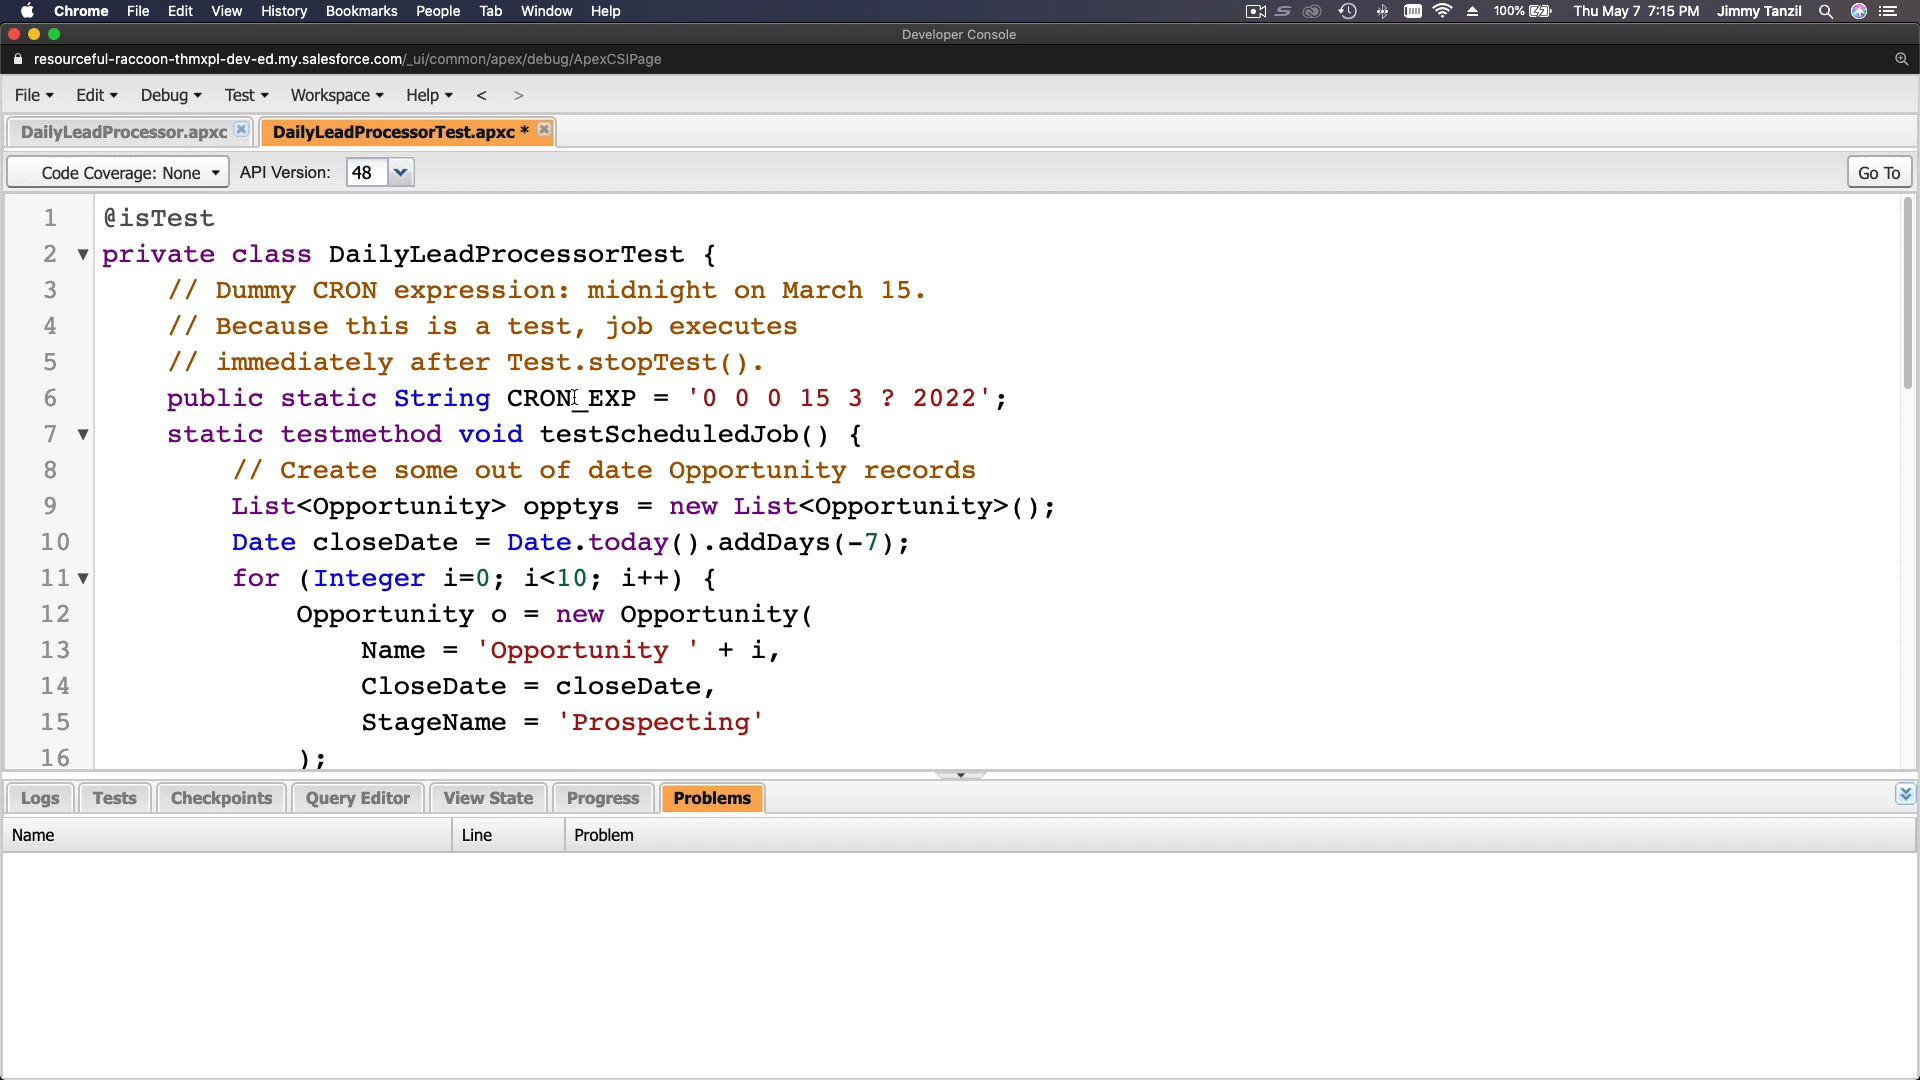 Chrome File Edit View History Bookmarks People Tab Window Help 100% Thu May 7 7:15 PM Jimmy Tanzil
Developer Console
resourceful-raccoon-thmxpl-dev-ed.my.salesforce.com/_ui/common/apex/debug/ApexCSIPage
File Edit Debug Test Workspace Help < >
DailyLeadProcessor.apxc DailyLeadProcessorTest.apxc *
Code Coverage: None API Version: 48 Go To
1 @isTest
2 private class DailyLeadProcessorTest {
3 // Dummy CRON expression: midnight on March 15.
4 // Because this is a test, job executes
5 // immediately after Test.stopTest().
6 public static String CRON_EXP = '0 0 0 15 3 ? 2022';
7 static testmethod void testScheduledJob() {
8 // Create some out of date Opportunity records
9 List<Opportunity> opptys = new List<Opportunity>();
10 Date closeDate = Date.today().addDays(-7);
11 for (Integer i=0; i<10; i++) {
12 Opportunity o = new Opportunity(
13 Name = 'Opportunity ' + i,
14 CloseDate = closeDate,
15 StageName = 'Prospecting'
16 );
Logs Tests Checkpoints Query Editor View State Progress Problems
Name Line Problem